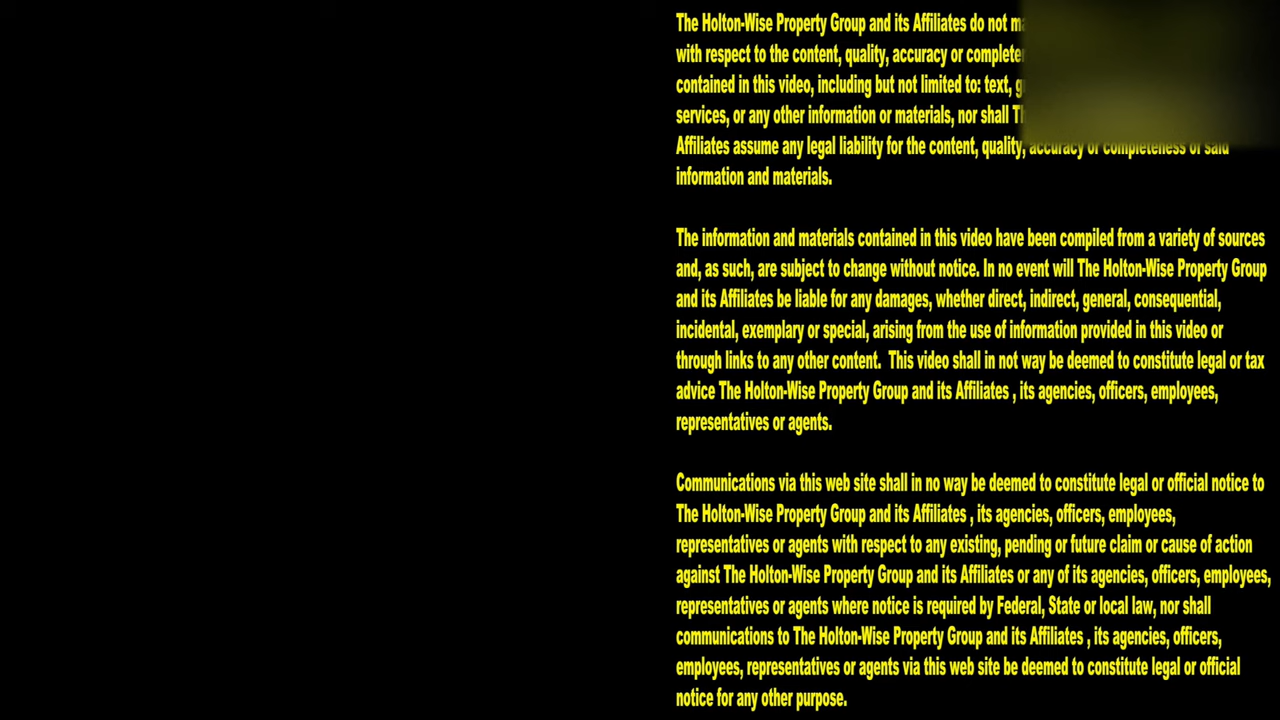 The Holton-Wise Property Group and its Affiliates do not
with respect to the content, quality, accuracy or
contained in this video, including but not limited to: text,
services, or any other information or materials, nor shall
Affiliates assume any legal liability for the content, quality, accuracy or completeness of said
information and materials.
The information and materials contained in this video have been compiled from a variety of sources
and, as such, are subject to change without notice. In no event will The Holton-Wise Property Group
and its Affiliates be liable for any damages, whether direct, indirect, general, consequential,
incidental, exemplary or special, arising from the use of information provided in this video or
through links to any other content. This video shall in not way be deemed to constitute legal or tax
advice The Holton-Wise Property Group and its Affiliates , its agencies, officers, employees,
representatives or agents.
Communications via this web site shall in no way be deemed to constitute legal or official notice to
The Holton-Wise Property Group and its Affiliates , its agencies, officers, employees,
representatives or agents with respect to any existing, pending or future claim or cause of action
against The Holton-Wise Property Group and its Affiliates or any of its agencies, officers, employees,
representatives or agents where notice is required by Federal, State or local law, nor shall
communications to The Holton-Wise Property Group and its Affiliates , its agencies, officers,
employees, representatives or agents via this web site be deemed to constitute legal or official
notice for any other purpose.